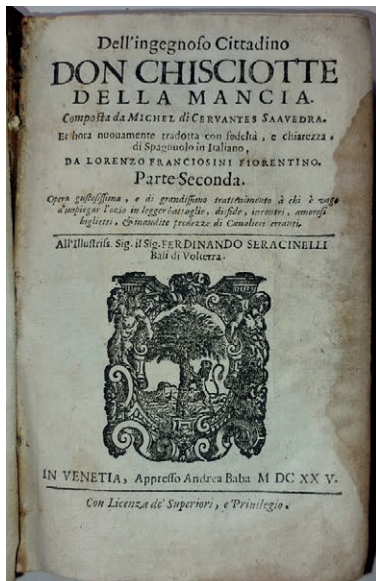 Dell'ingegnoſo Cittadino
DON CHISCIOTTE
DELLA MANCIA.
Compoſta da MICHEL di CERVANTES SAAVEDRA.
Et hora nuouamente tradotta con fedeltà, e chiarezza,
di Spagnuolo in Italiano,
DA LORENZO FRANCIOSINI FIORENTINO.
Parte Seconda.
Opera guſtoſiſſima, e di grandiſſimo trattenimento à chi è vago
d'impiegar l'ozio in legger battaglie, disfide, incontri, amoroſi
biglietti, & inaudite prodezze di Caualieri erranti.
All'Illuſtriſs. Sig. il Sig. FERDINANDO SERACINELLI
Balì di Volterra.
IN VENETIA, Appreſſo Andrea Baba M DC XX V.
Con Licenza de' Superiori, e Priuilegio.